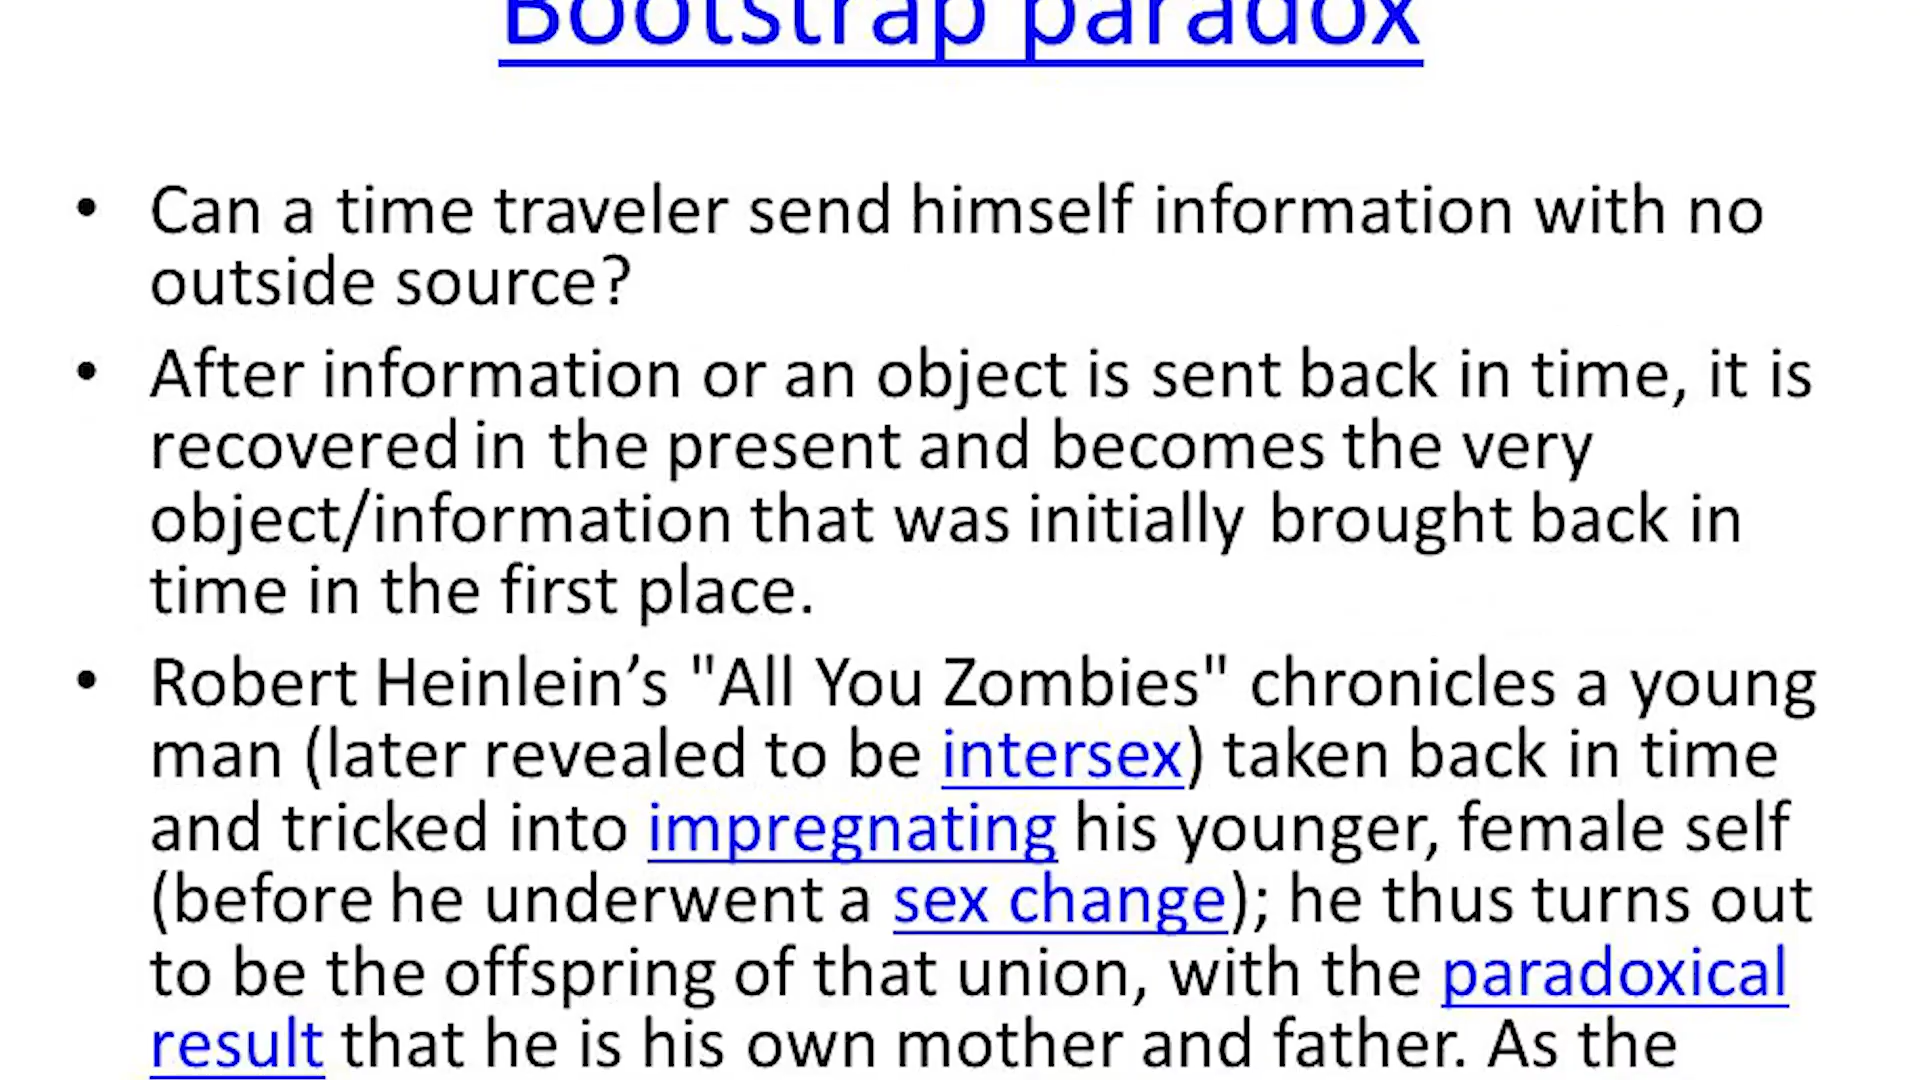 Bootstrap paradox
• Can a time traveler send himself information with no
outside source?
• After information or an object is sent back in time, it is
recovered in the present and becomes the very
object/information that was initially brought back in
time in the first place.
• Robert Heinlein’s "All You Zombies" chronicles a young
man (later revealed to be intersex) taken back in time
and tricked into impregnating his younger, female self
(before he underwent a sex change); he thus turns out
to be the offspring of that union, with the paradoxical
result that he is his own mother and father. As the